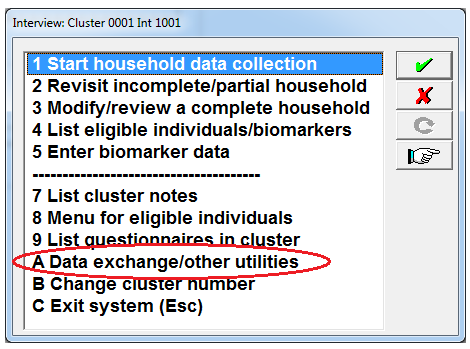 Interview: Cluster 0001 Int 1001
1 Start household data collection
2 Revisit incomplete/partial household
3 Modify/review a complete household
4 List eligible individuals/biomarkers
5 Enter biomarker data
-------------------------------------
7 List cluster notes
8 Menu for eligible individuals
9 List questionnaires in cluster
A Data exchange/other utilities
B Change cluster number
C Exit system (Esc)